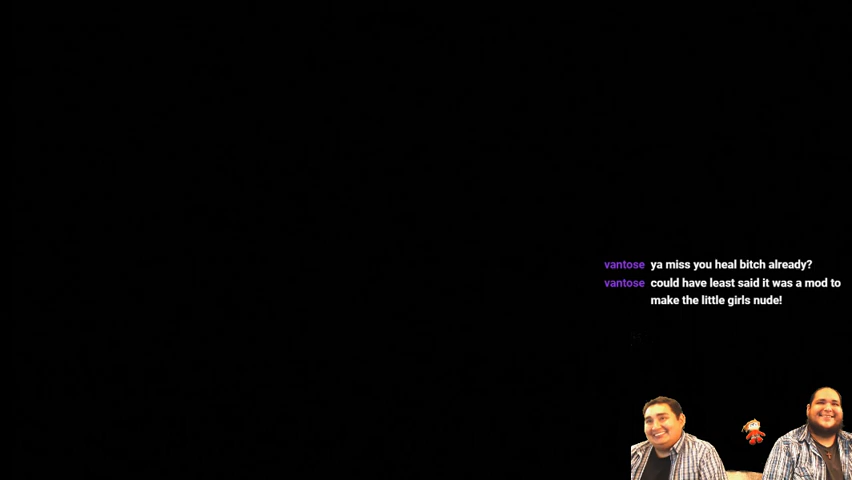 vantose ya miss you heal bitch already?
vantose could have least said it was a mod to
make the little girls nude!